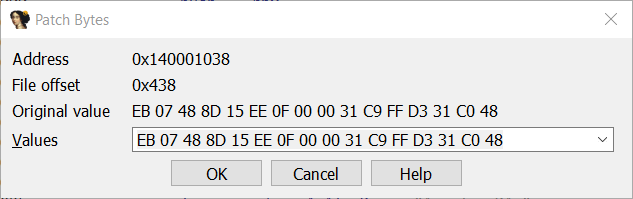 Patch Bytes
Address 0x140001038
File offset 0x438
Original value EB 07 48 8D 15 EE 0F 00 00 31 C9 FF D3 31 C0 48
Values EB 07 48 8D 15 EE 0F 00 00 31 C9 FF D3 31 C0 48
OK Cancel Help